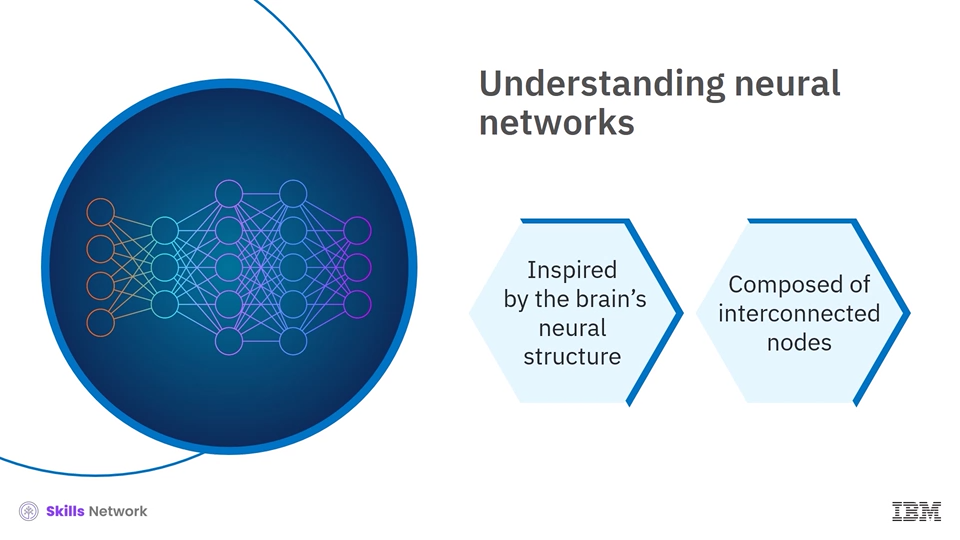 Understanding neural
networks
Inspired
by the brain’s
neural
structure
Composed of
interconnected
nodes
Skills Network
IBM